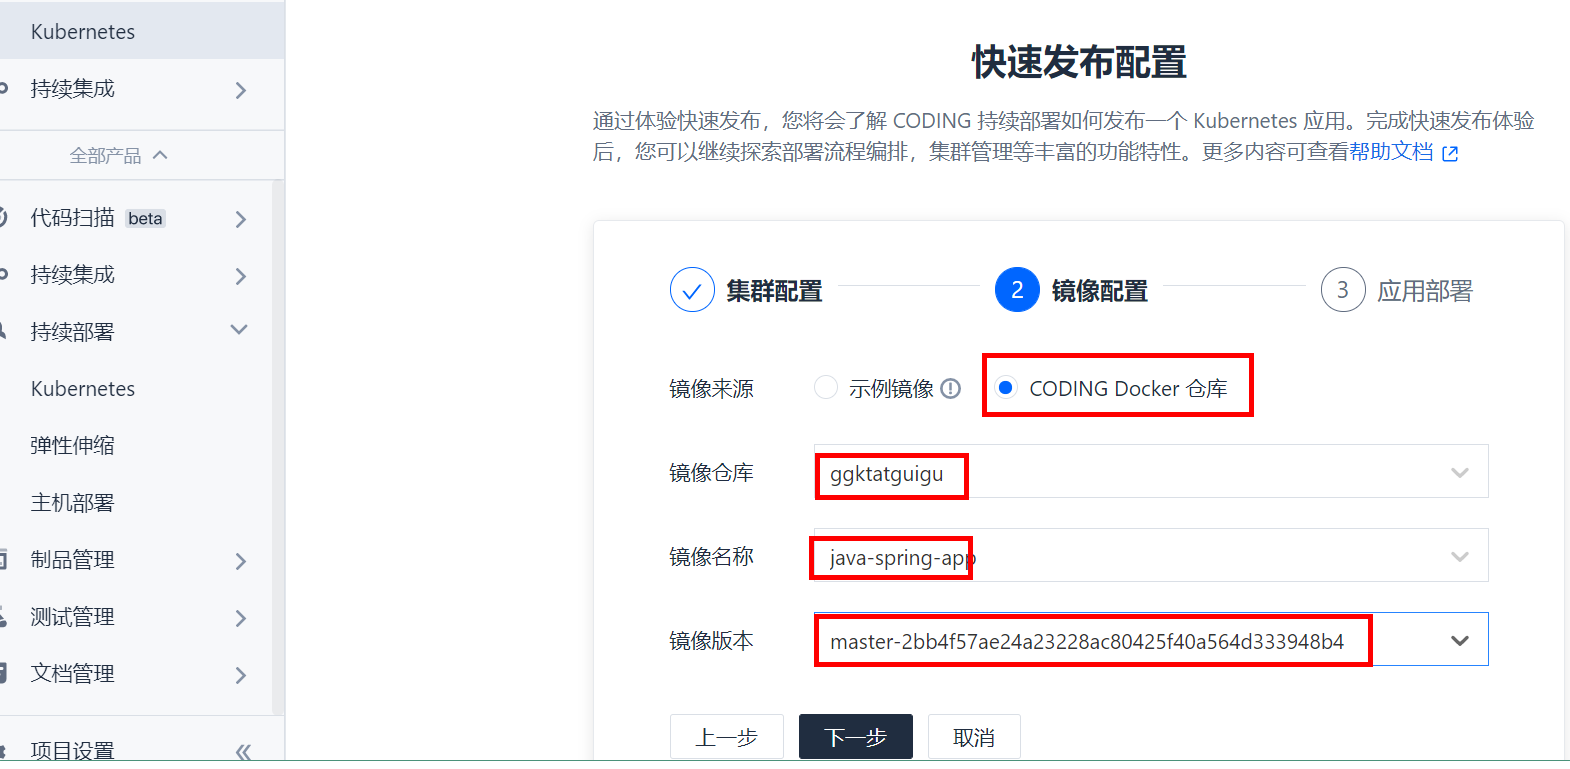 Kubernetes
持续集成
全部产品
代码扫描 beta
持续集成
持续部署
Kubernetes
弹性伸缩
主机部署
制品管理
测试管理
文档管理
项目设置
快速发布配置
通过体验快速发布，您将会了解 CODING 持续部署如何发布一个 Kubernetes 应用。完成快速发布体验
后，您可以继续探索部署流程编排，集群管理等丰富的功能特性。更多内容可查看帮助文档
集群配置 2 镜像配置 3 应用部署
镜像来源 示例镜像 CODING Docker 仓库
镜像仓库 ggktatguigu
镜像名称 java-spring-app
镜像版本 master-2bb4f57ae24a23228ac80425f40a564d333948b4
上一步 下一步 取消